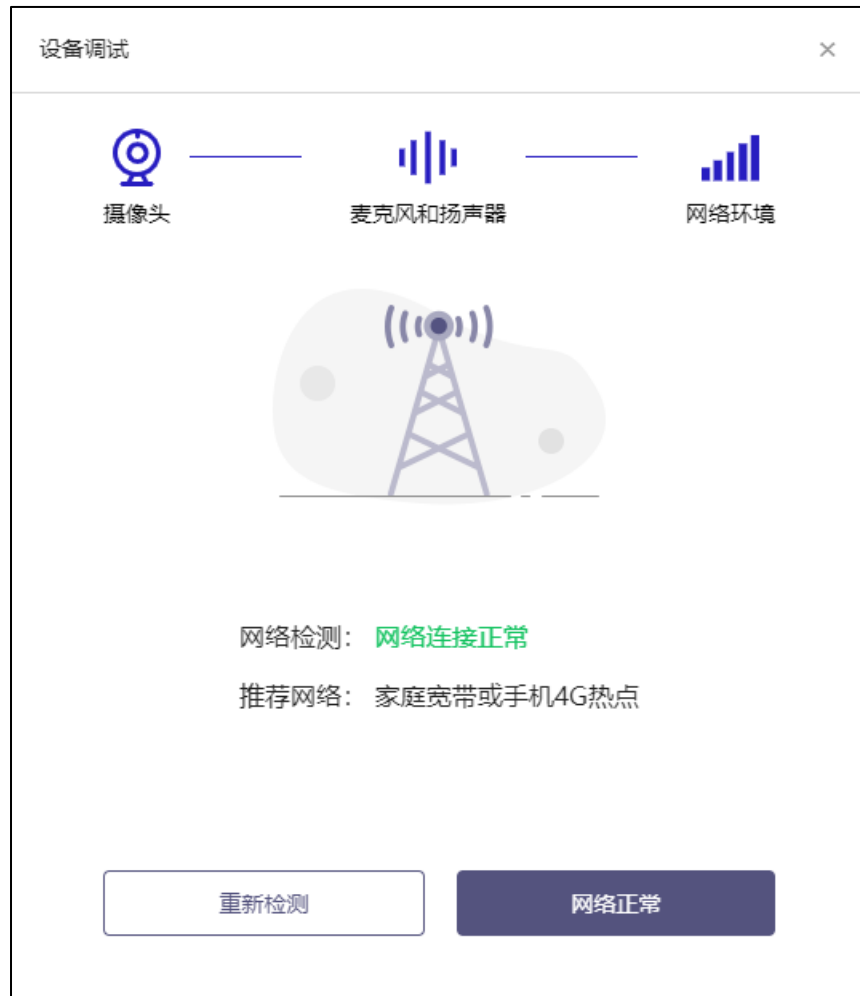 设备调试
摄像头
麦克风和扬声器
网络环境
网络检测： 网络连接正常
推荐网络： 家庭宽带或手机4G热点
重新检测
网络正常